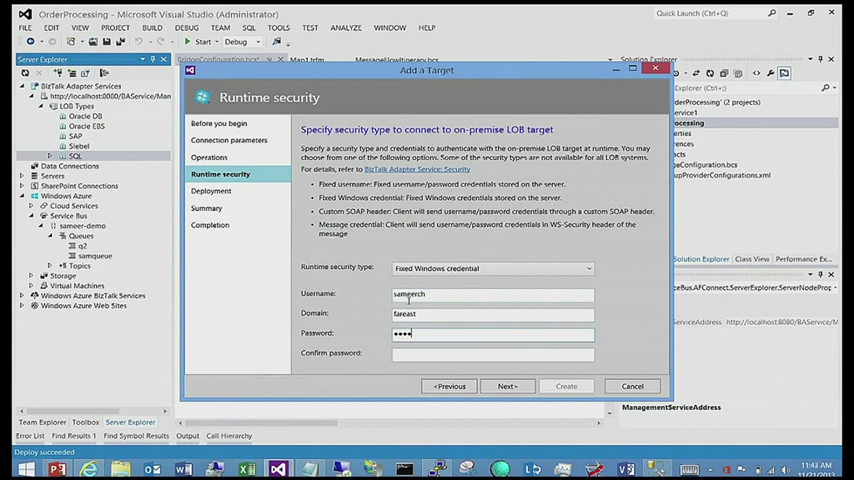 OrderProcessing - Microsoft Visual Studio (Administrator)
Quick Launch (Ctrl+Q)
FILE EDIT VIEW PROJECT BUILD DEBUG TEAM SQL TOOLS TEST ANALYZE WINDOW HELP
Start Debug
Server Explorer
BizTalk Adapter Services
http://localhost:8080/BAService/Man
LOB Types
Oracle DB
Oracle EBS
SAP
Siebel
SQL
Data Connections
Servers
SharePoint Connections
Windows Azure
Cloud Services
Service Bus
sameer-demo
Queues
q2
samqueue
Topics
Storage
Virtual Machines
Windows Azure BizTalk Services
Windows Azure Web Sites
Team Explorer Toolbox Server Explorer
Add a Target
Runtime security
Before you begin
Connection parameters
Operations
Runtime security
Deployment
Summary
Completion
Specify security type to connect to on-premise LOB target
Specify a security type and credentials to authenticate with the on-premise LOB target at runtime. You may
choose from one of the following options. Some of the security types are not available for all LOB systems.
For details, refer to BizTalk Adapter Service: Security
• Fixed username: Fixed username/password credentials stored on the server.
• Fixed Windows credential: Fixed Windows credentials stored on the server.
• Custom SOAP header: Client will send username/password credentials through a custom SOAP header.
• Message credential: Client will send username/password credentials in WS-Security header of the
message
Runtime security type: Fixed Windows credential
Username: sameerch
Domain: fareast
Password: ••••
Confirm password:
<Previous Next> Create Cancel
rderProcessing' (2 projects)
rocessing
Solution Explorer Class View Property Manager
ManagementServiceAddress
Error List Find Results 1 Find Symbol Results Output Call Hierarchy
Deploy succeeded
11:43 AM
11/21/2013